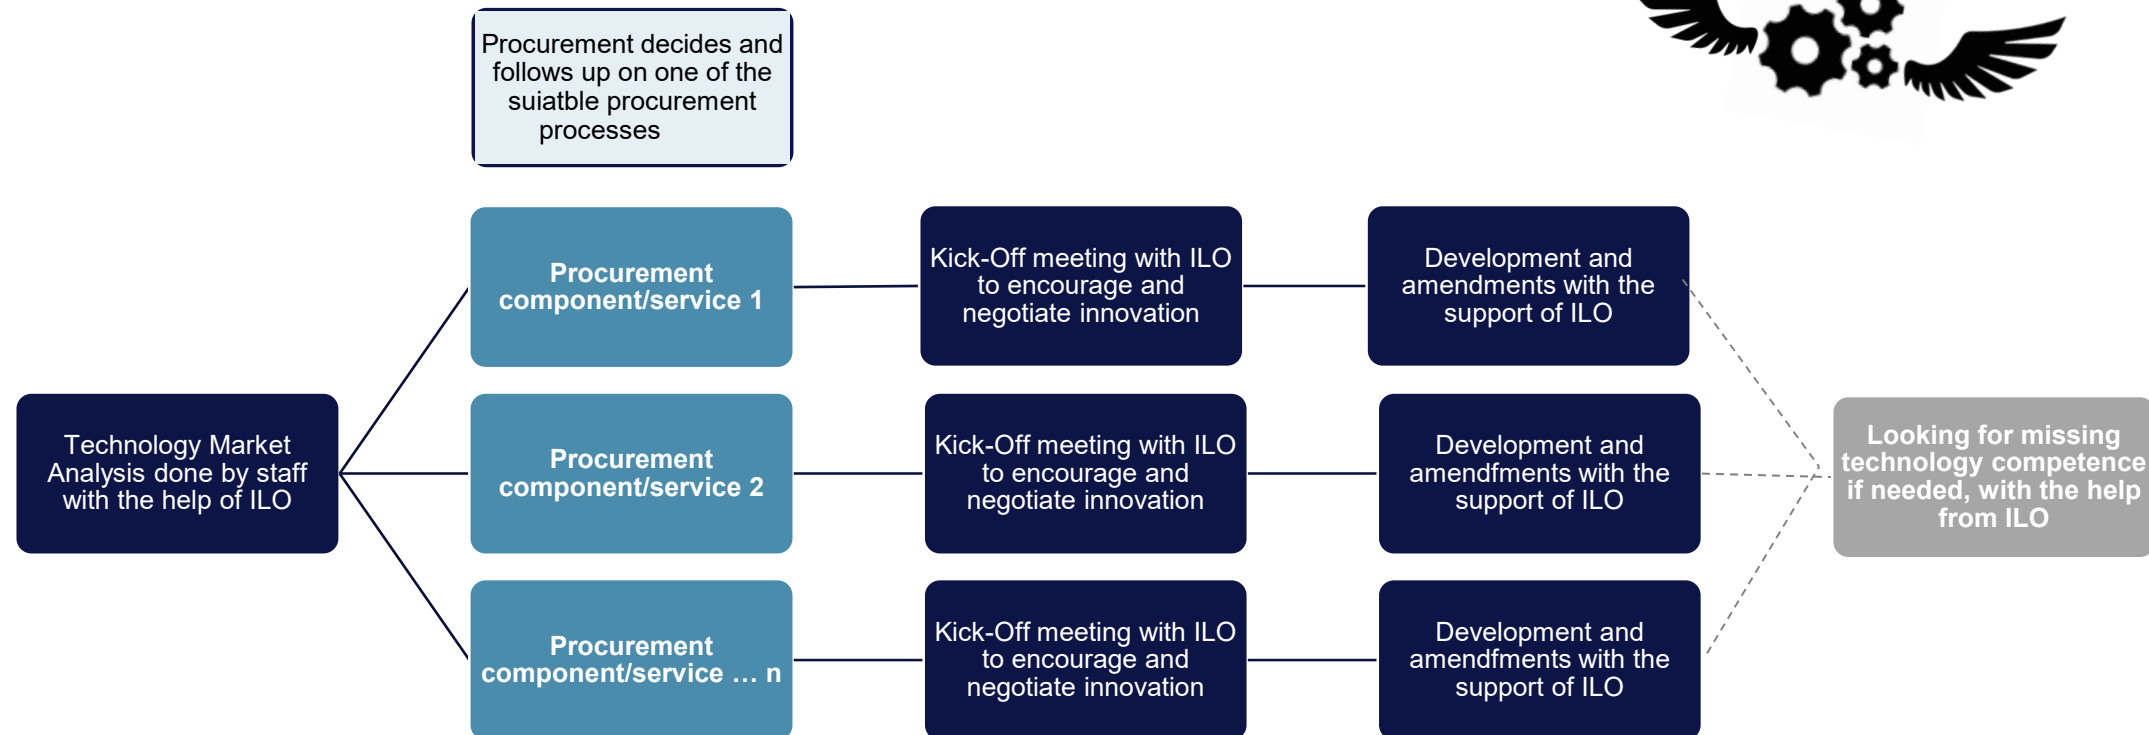 Procurement decides and
follows up on one of the
suiatble procurement
processes
Procurement
component/service 1
Kick-Off meeting with ILO
to encourage and
negotiate innovation
Development and
amendments with the
support of ILO
Technology Market
Analysis done by staff
with the help of ILO
Procurement
component/service 2
Kick-Off meeting with ILO
to encourage and
negotiate innovation
Development and
amendfments with the
support of ILO
Looking for missing
technology competence
if needed, with the help
from ILO
Procurement
component/service … n
Kick-Off meeting with ILO
to encourage and
negotiate innovation
Development and
amendfments with the
support of ILO